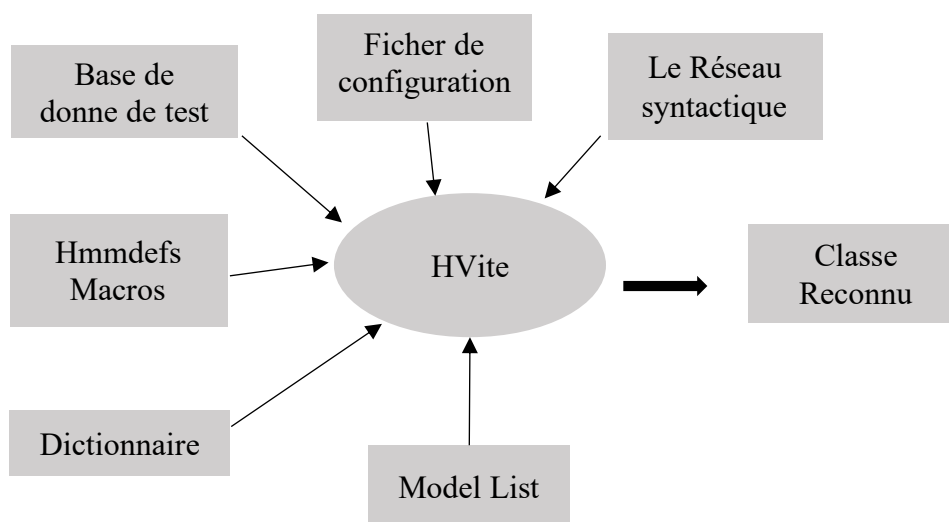 Base de
donne de test
Ficher de
configuration
Le Réseau
syntactique
Hmmdefs
Macros
HVite
Classe
Reconnu
Dictionnaire
Model List